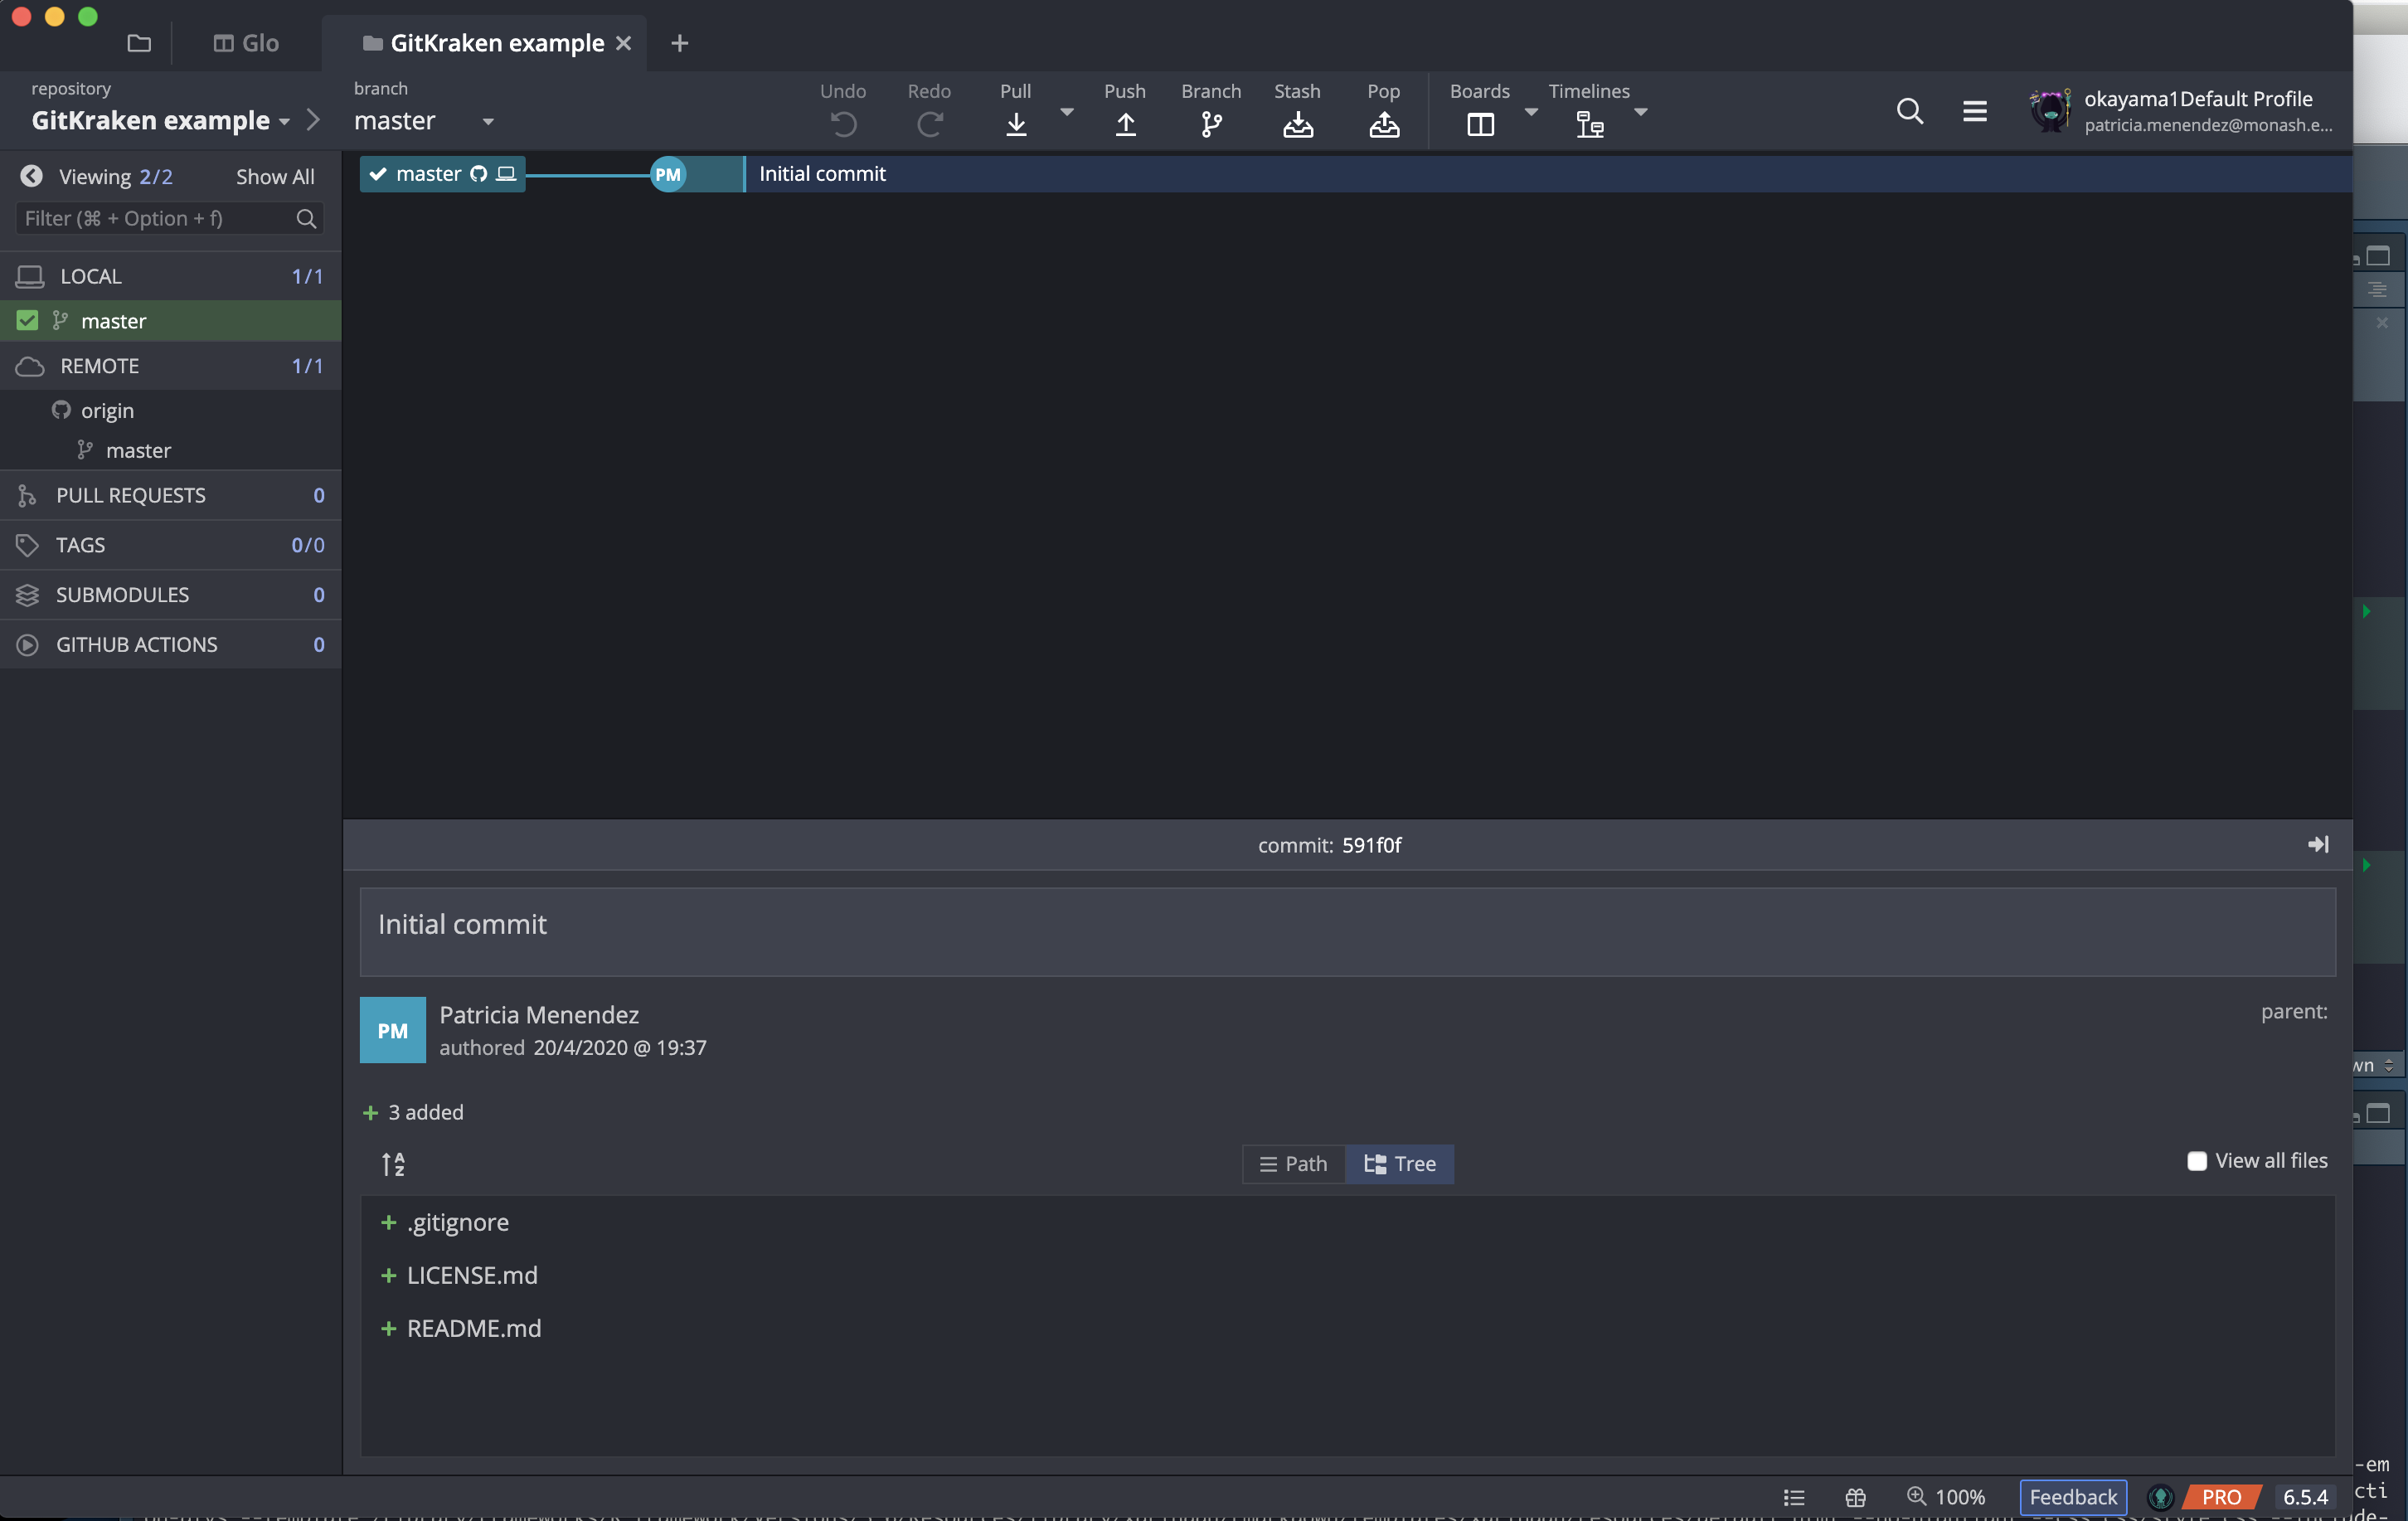 Glo
GitKraken example
repository
GitKraken example
branch
master
Undo
Redo
Pull
Push
Branch
Stash
Pop
Boards
Timelines
okayama1Default Profile
patricia.menendez@monash.e...
Viewing 2/2
Show All
Filter (⌘ + Option + f)
LOCAL 1/1
master
REMOTE 1/1
origin
master
PULL REQUESTS 0
TAGS 0/0
SUBMODULES 0
GITHUB ACTIONS 0
master
PM
Initial commit
commit: 591f0f
Initial commit
PM
Patricia Menendez
authored 20/4/2020 @ 19:37
parent:
3 added
A
Z
Path
Tree
View all files
+ .gitignore
+ LICENSE.md
+ README.md
wn
-em
cti
100%
Feedback
PRO
6.5.4